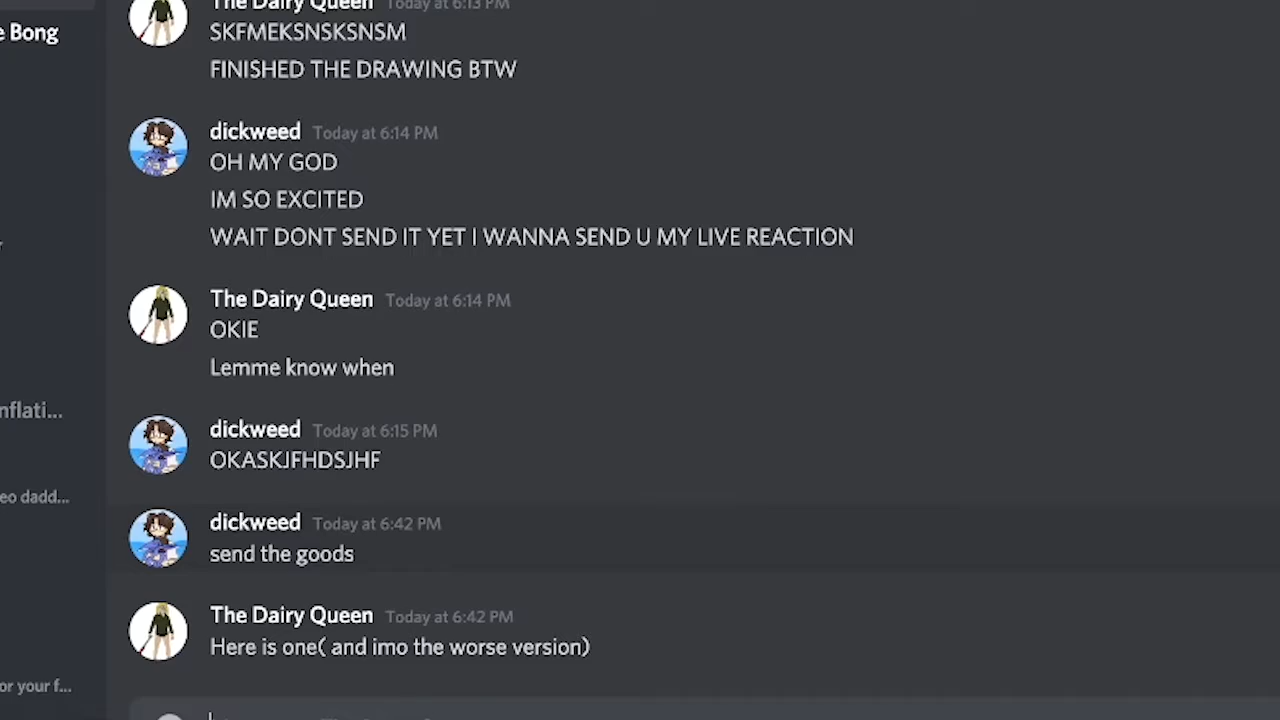 The Dairy Queen Today at 6:13 PM
e Bong
SKFMEKSNSKSNSM
FINISHED THE DRAWING BTW
dickweed Today at 6:14 PM
OH MY GOD
IM SO EXCITED
WAIT DONT SEND IT YET I WANNA SEND U MY LIVE REACTION
The Dairy Queen Today at 6:14 PM
OKIE
Lemme know when
nflati...
dickweed Today at 6:15 PM
OKASKJFHDSJHF
eo dadd...
dickweed Today at 6:42 PM
send the goods
The Dairy Queen Today at 6:42 PM
Here is one( and imo the worse version)
or your f...